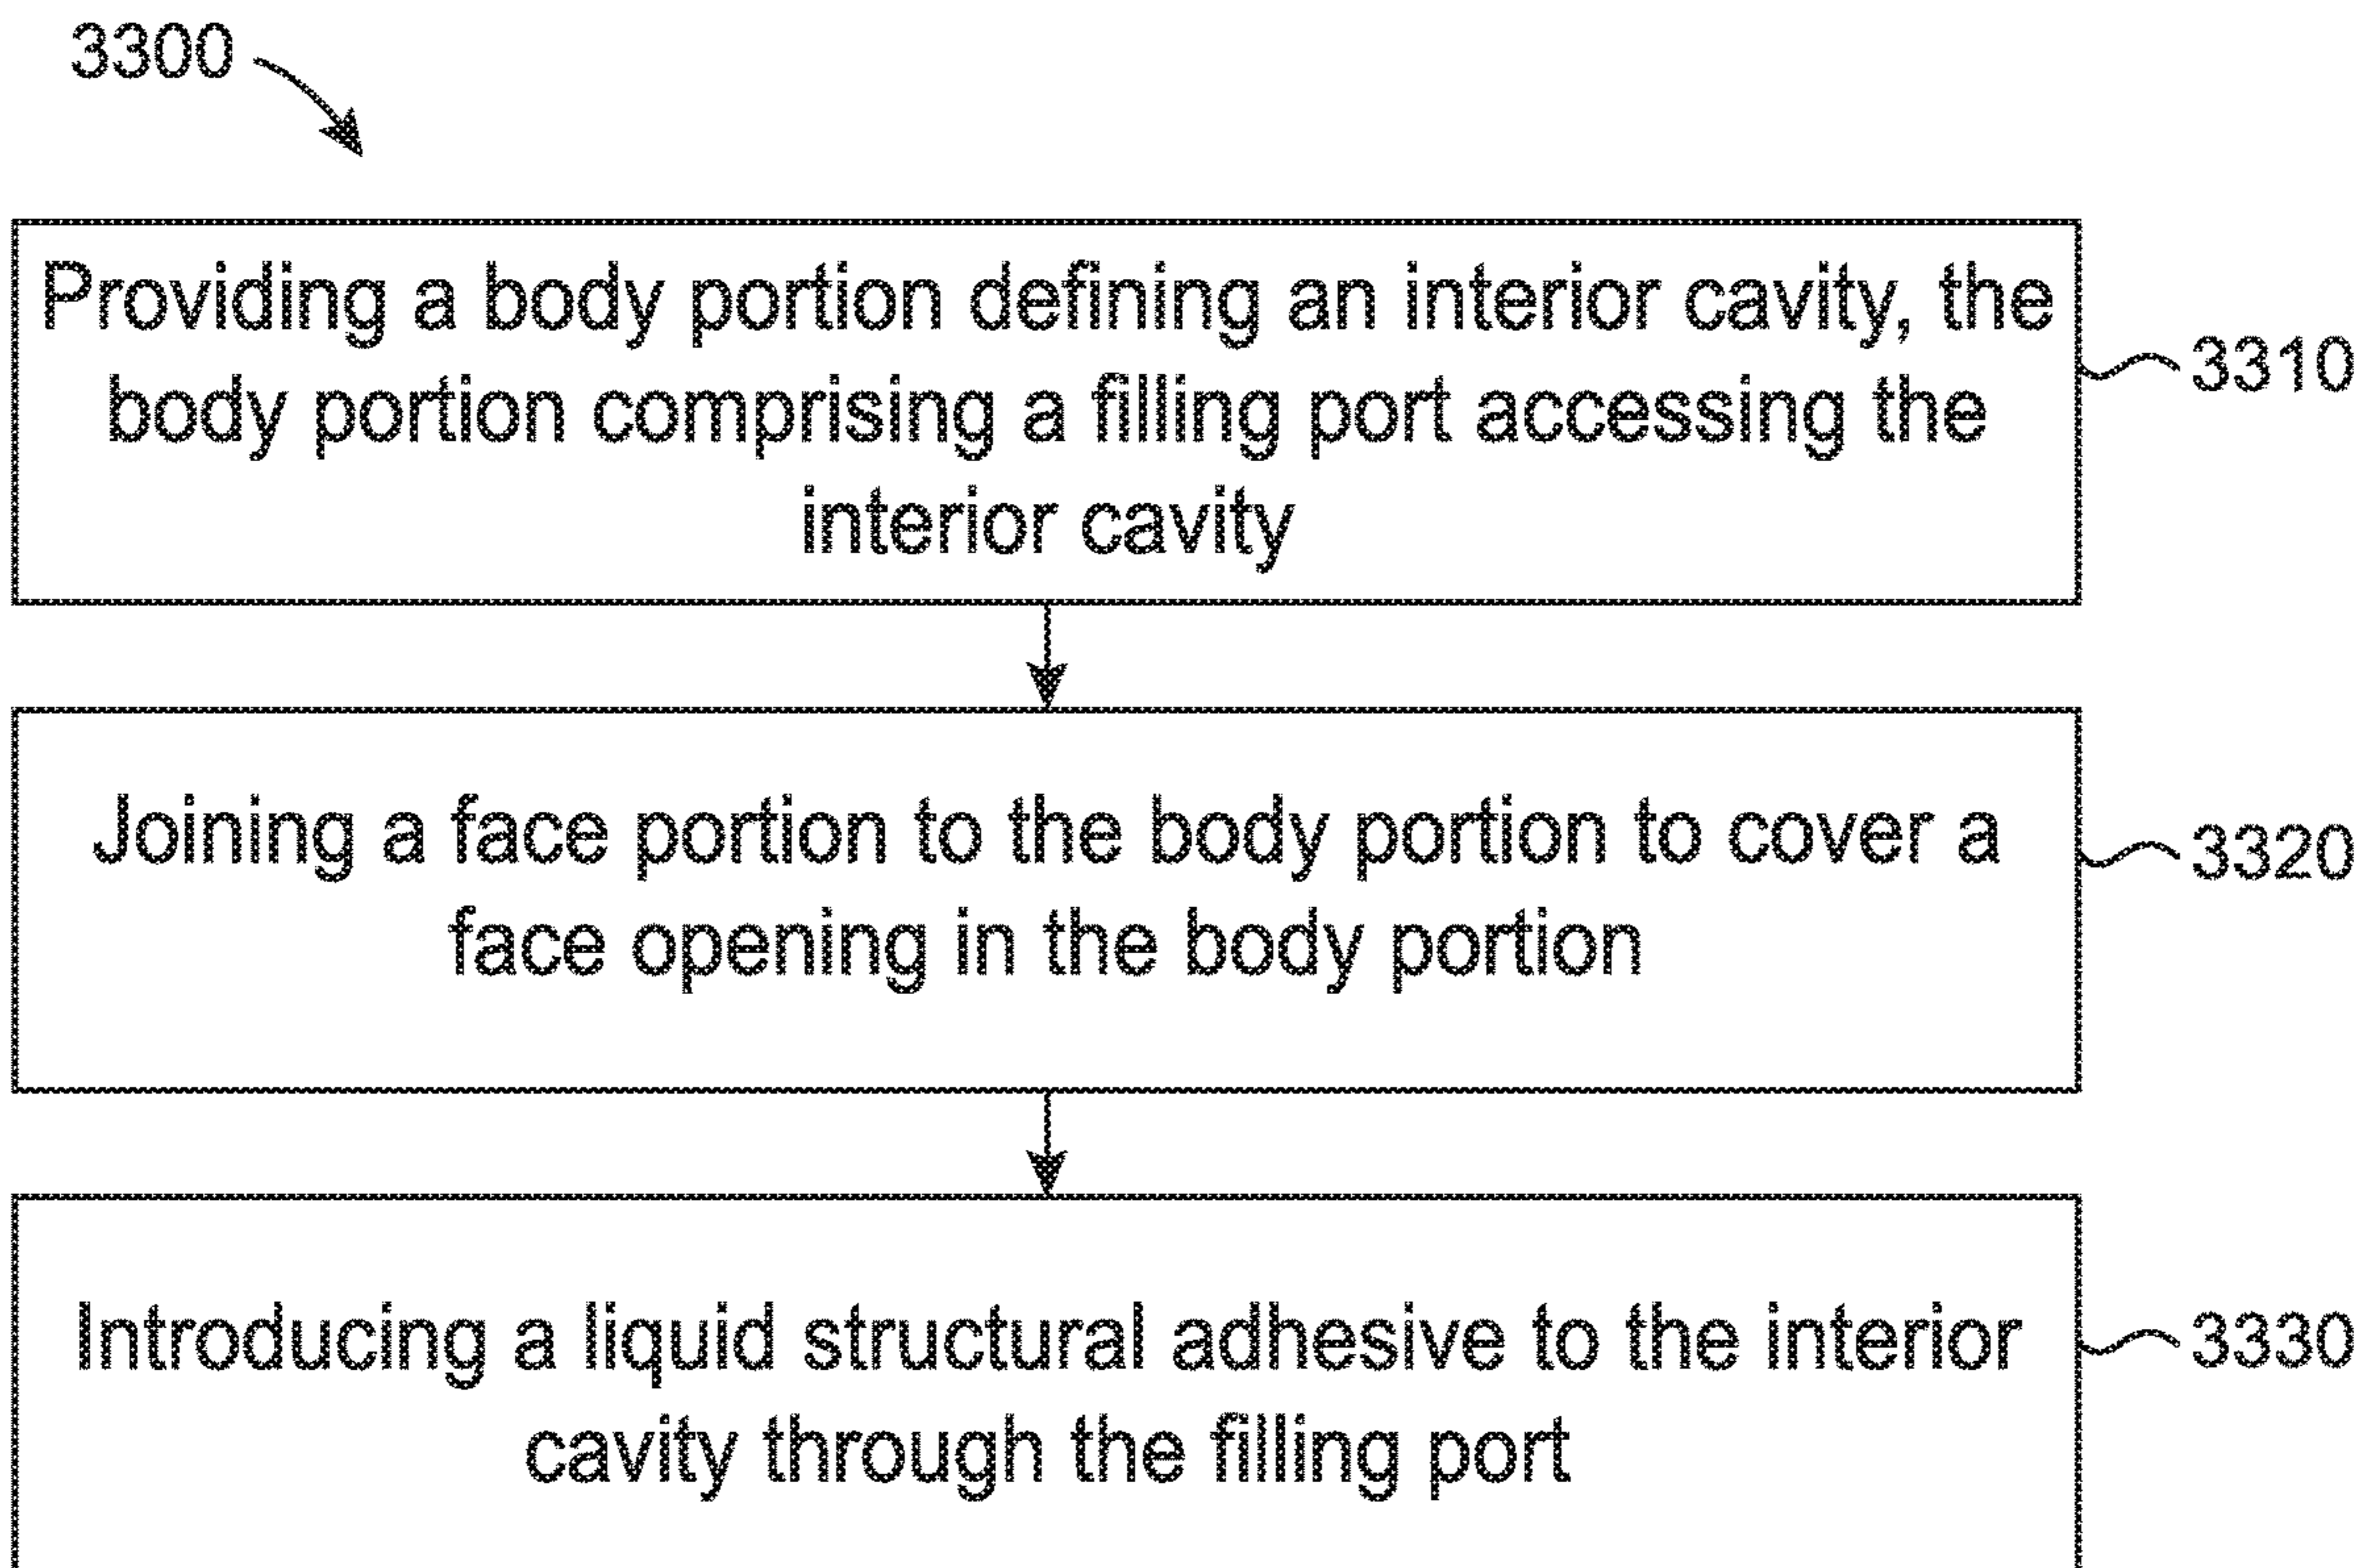 3300
Providing a body portion defining an interior cavity, the
body portion comprising a filling port accessing the
interior cavity
3310
Joining a face portion to the body portion to cover a
face opening in the body portion
3320
Introducing a liquid structural adhesive to the interior
cavity through the filling port
3330